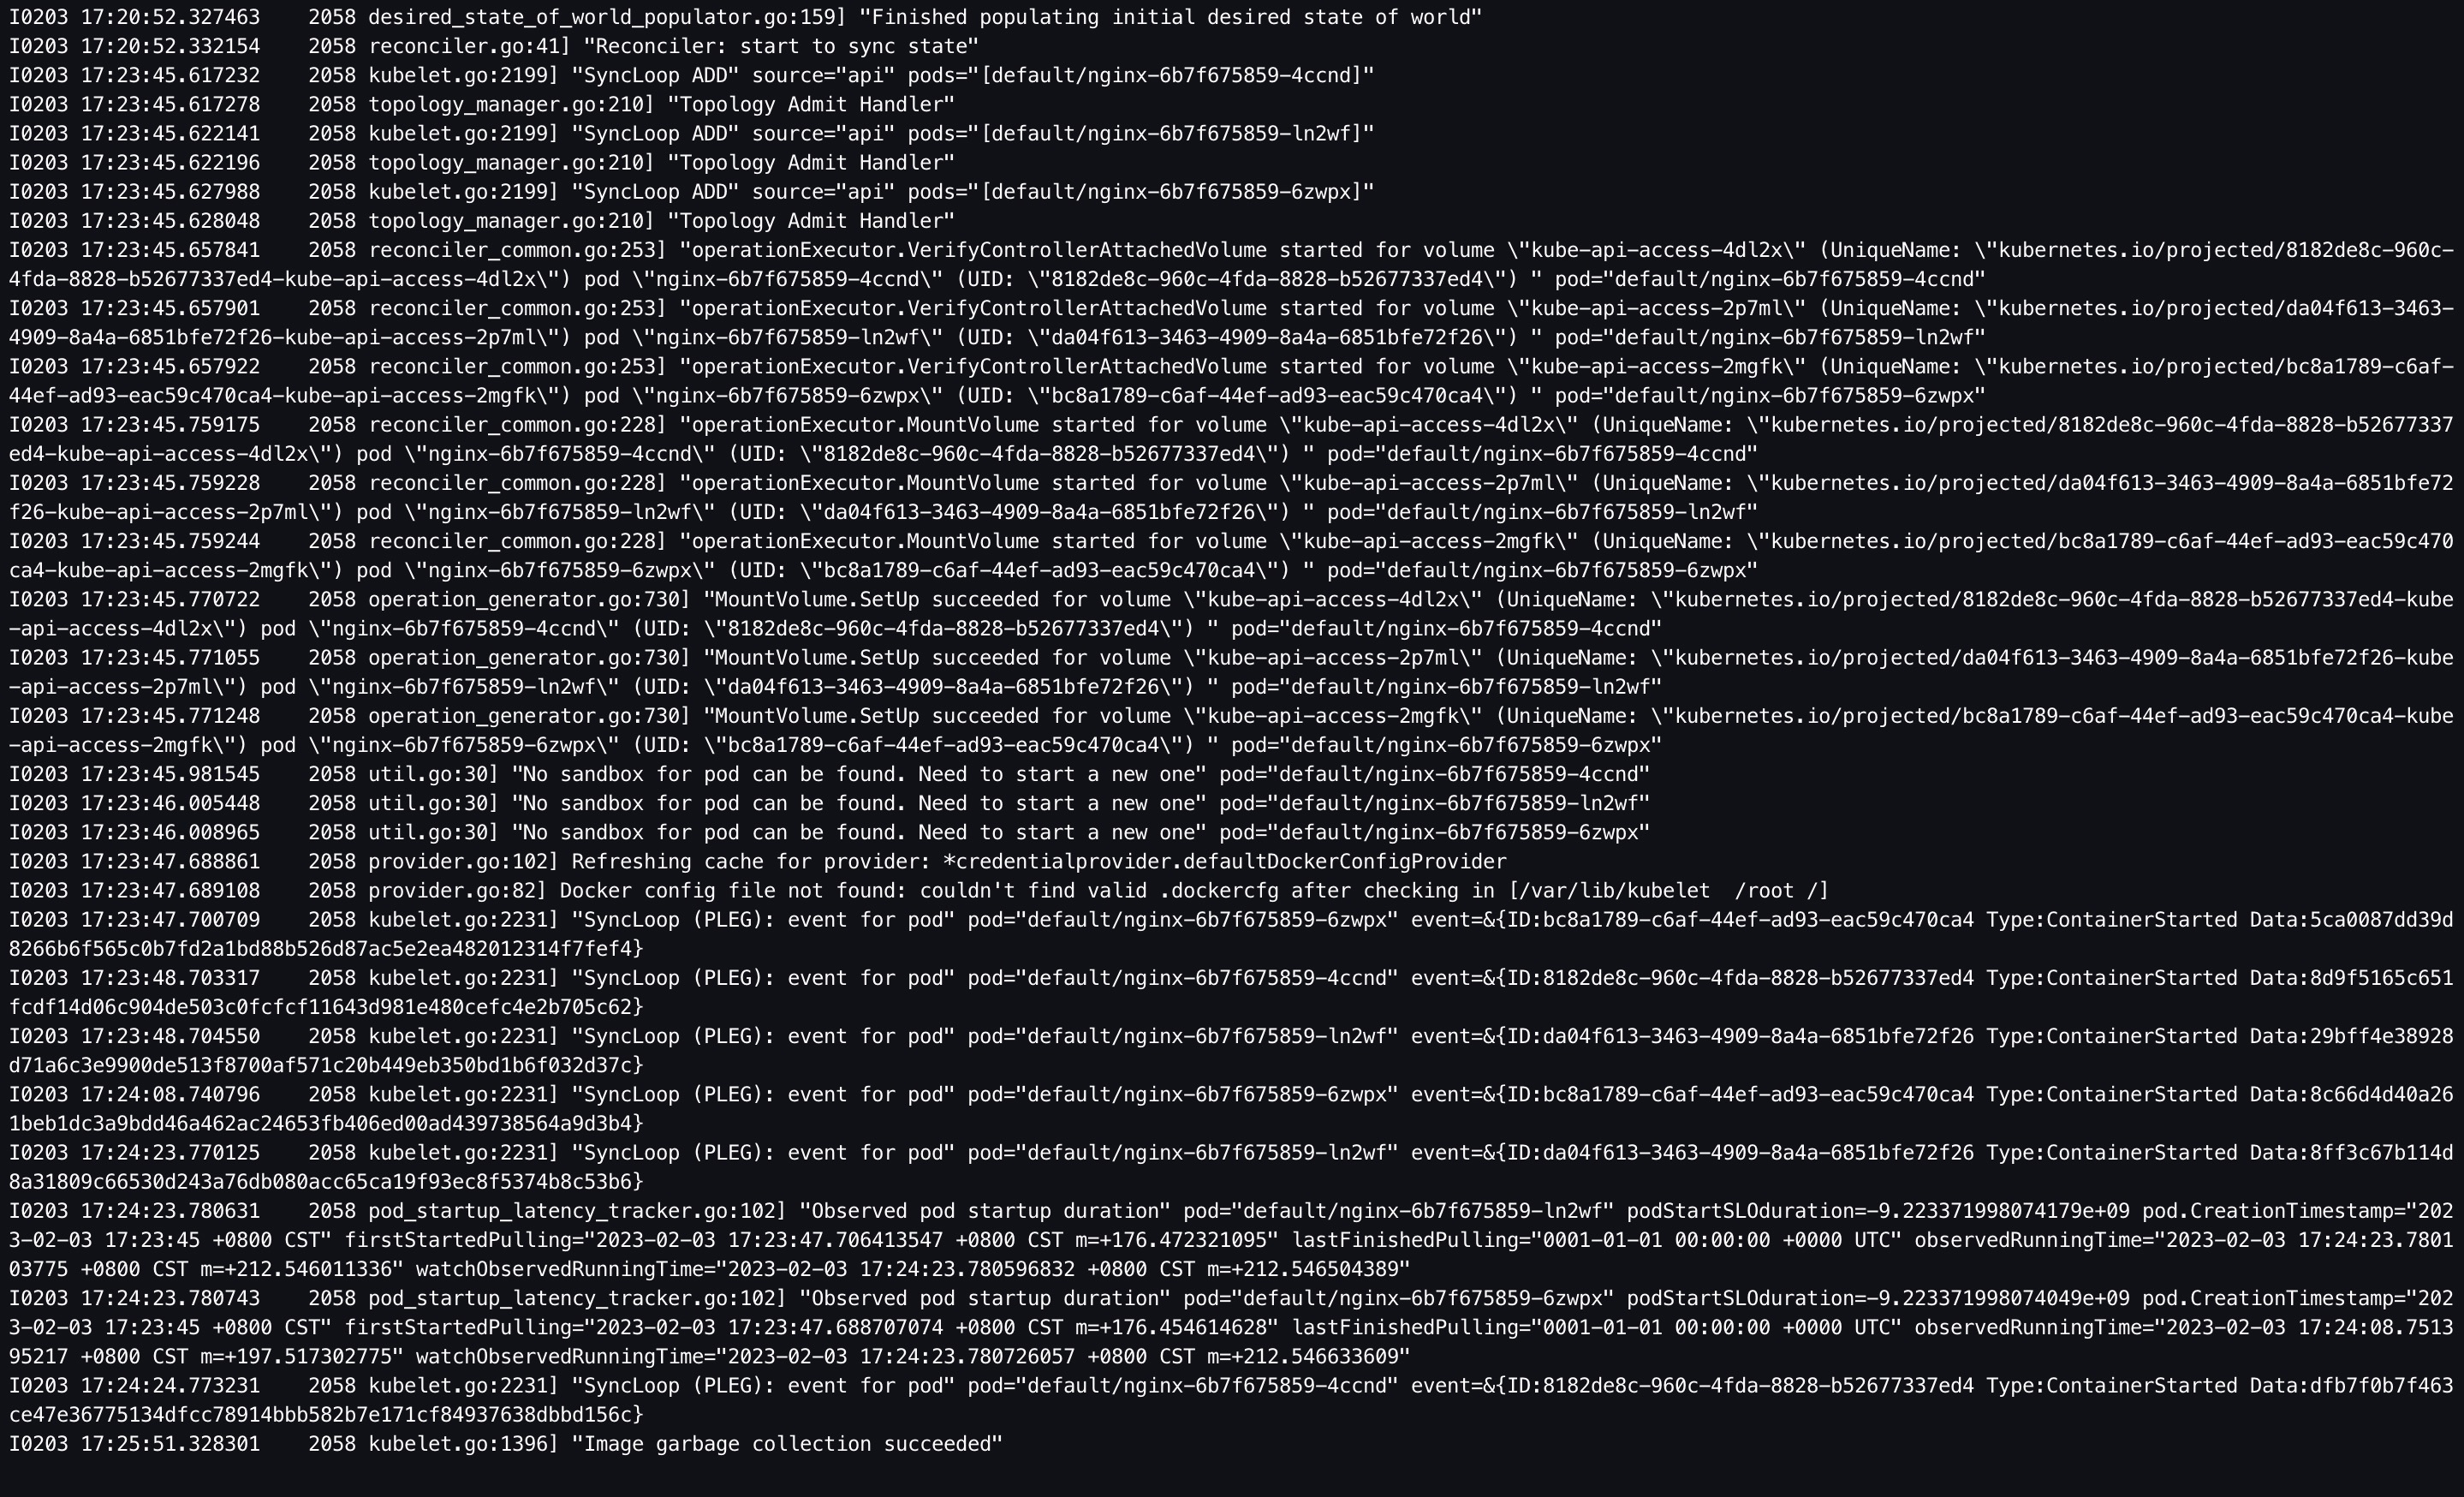 I0203 17:20:52.327463    2058 desired_state_of_world_populator.go:159] "Finished populating initial desired state of world"
I0203 17:20:52.332154    2058 reconciler.go:41] "Reconciler: start to sync state"
I0203 17:23:45.617232    2058 kubelet.go:2199] "SyncLoop ADD" source="api" pods="[default/nginx-6b7f675859-4ccnd]"
I0203 17:23:45.617278    2058 topology_manager.go:210] "Topology Admit Handler"
I0203 17:23:45.622141    2058 kubelet.go:2199] "SyncLoop ADD" source="api" pods="[default/nginx-6b7f675859-ln2wf]"
I0203 17:23:45.622196    2058 topology_manager.go:210] "Topology Admit Handler"
I0203 17:23:45.627988    2058 kubelet.go:2199] "SyncLoop ADD" source="api" pods="[default/nginx-6b7f675859-6zwpx]"
I0203 17:23:45.628048    2058 topology_manager.go:210] "Topology Admit Handler"
I0203 17:23:45.657841    2058 reconciler_common.go:253] "operationExecutor.VerifyControllerAttachedVolume started for volume \"kube-api-access-4dl2x\" (UniqueName: \"kubernetes.io/projected/8182de8c-960c-
4fda-8828-b52677337ed4-kube-api-access-4dl2x\") pod \"nginx-6b7f675859-4ccnd\" (UID: \"8182de8c-960c-4fda-8828-b52677337ed4\") " pod="default/nginx-6b7f675859-4ccnd"
I0203 17:23:45.657901    2058 reconciler_common.go:253] "operationExecutor.VerifyControllerAttachedVolume started for volume \"kube-api-access-2p7ml\" (UniqueName: \"kubernetes.io/projected/da04f613-3463-
4909-8a4a-6851bfe72f26-kube-api-access-2p7ml\") pod \"nginx-6b7f675859-ln2wf\" (UID: \"da04f613-3463-4909-8a4a-6851bfe72f26\") " pod="default/nginx-6b7f675859-ln2wf"
I0203 17:23:45.657922    2058 reconciler_common.go:253] "operationExecutor.VerifyControllerAttachedVolume started for volume \"kube-api-access-2mgfk\" (UniqueName: \"kubernetes.io/projected/bc8a1789-c6af-
44ef-ad93-eac59c470ca4-kube-api-access-2mgfk\") pod \"nginx-6b7f675859-6zwpx\" (UID: \"bc8a1789-c6af-44ef-ad93-eac59c470ca4\") " pod="default/nginx-6b7f675859-6zwpx"
I0203 17:23:45.759175    2058 reconciler_common.go:228] "operationExecutor.MountVolume started for volume \"kube-api-access-4dl2x\" (UniqueName: \"kubernetes.io/projected/8182de8c-960c-4fda-8828-b52677337
ed4-kube-api-access-4dl2x\") pod \"nginx-6b7f675859-4ccnd\" (UID: \"8182de8c-960c-4fda-8828-b52677337ed4\") " pod="default/nginx-6b7f675859-4ccnd"
I0203 17:23:45.759228    2058 reconciler_common.go:228] "operationExecutor.MountVolume started for volume \"kube-api-access-2p7ml\" (UniqueName: \"kubernetes.io/projected/da04f613-3463-4909-8a4a-6851bfe72
f26-kube-api-access-2p7ml\") pod \"nginx-6b7f675859-ln2wf\" (UID: \"da04f613-3463-4909-8a4a-6851bfe72f26\") " pod="default/nginx-6b7f675859-ln2wf"
I0203 17:23:45.759244    2058 reconciler_common.go:228] "operationExecutor.MountVolume started for volume \"kube-api-access-2mgfk\" (UniqueName: \"kubernetes.io/projected/bc8a1789-c6af-44ef-ad93-eac59c470
ca4-kube-api-access-2mgfk\") pod \"nginx-6b7f675859-6zwpx\" (UID: \"bc8a1789-c6af-44ef-ad93-eac59c470ca4\") " pod="default/nginx-6b7f675859-6zwpx"
I0203 17:23:45.770722    2058 operation_generator.go:730] "MountVolume.SetUp succeeded for volume \"kube-api-access-4dl2x\" (UniqueName: \"kubernetes.io/projected/8182de8c-960c-4fda-8828-b52677337ed4-kube
-api-access-4dl2x\") pod \"nginx-6b7f675859-4ccnd\" (UID: \"8182de8c-960c-4fda-8828-b52677337ed4\") " pod="default/nginx-6b7f675859-4ccnd"
I0203 17:23:45.771055    2058 operation_generator.go:730] "MountVolume.SetUp succeeded for volume \"kube-api-access-2p7ml\" (UniqueName: \"kubernetes.io/projected/da04f613-3463-4909-8a4a-6851bfe72f26-kube
-api-access-2p7ml\") pod \"nginx-6b7f675859-ln2wf\" (UID: \"da04f613-3463-4909-8a4a-6851bfe72f26\") " pod="default/nginx-6b7f675859-ln2wf"
I0203 17:23:45.771248    2058 operation_generator.go:730] "MountVolume.SetUp succeeded for volume \"kube-api-access-2mgfk\" (UniqueName: \"kubernetes.io/projected/bc8a1789-c6af-44ef-ad93-eac59c470ca4-kube
-api-access-2mgfk\") pod \"nginx-6b7f675859-6zwpx\" (UID: \"bc8a1789-c6af-44ef-ad93-eac59c470ca4\") " pod="default/nginx-6b7f675859-6zwpx"
I0203 17:23:45.981545    2058 util.go:30] "No sandbox for pod can be found. Need to start a new one" pod="default/nginx-6b7f675859-4ccnd"
I0203 17:23:46.005448    2058 util.go:30] "No sandbox for pod can be found. Need to start a new one" pod="default/nginx-6b7f675859-ln2wf"
I0203 17:23:46.008965    2058 util.go:30] "No sandbox for pod can be found. Need to start a new one" pod="default/nginx-6b7f675859-6zwpx"
I0203 17:23:47.688861    2058 provider.go:102] Refreshing cache for provider: *credentialprovider.defaultDockerConfigProvider
I0203 17:23:47.689108    2058 provider.go:82] Docker config file not found: couldn't find valid .dockercfg after checking in [/var/lib/kubelet  /root /]
I0203 17:23:47.700709    2058 kubelet.go:2231] "SyncLoop (PLEG): event for pod" pod="default/nginx-6b7f675859-6zwpx" event=&{ID:bc8a1789-c6af-44ef-ad93-eac59c470ca4 Type:ContainerStarted Data:5ca0087dd39d
8266b6f565c0b7fd2a1bd88b526d87ac5e2ea482012314f7fef4}
I0203 17:23:48.703317    2058 kubelet.go:2231] "SyncLoop (PLEG): event for pod" pod="default/nginx-6b7f675859-4ccnd" event=&{ID:8182de8c-960c-4fda-8828-b52677337ed4 Type:ContainerStarted Data:8d9f5165c651
fcdf14d06c904de503c0fcfcf11643d981e480cefc4e2b705c62}
I0203 17:23:48.704550    2058 kubelet.go:2231] "SyncLoop (PLEG): event for pod" pod="default/nginx-6b7f675859-ln2wf" event=&{ID:da04f613-3463-4909-8a4a-6851bfe72f26 Type:ContainerStarted Data:29bff4e38928
d71a6c3e9900de513f8700af571c20b449eb350bd1b6f032d37c}
I0203 17:24:08.740796    2058 kubelet.go:2231] "SyncLoop (PLEG): event for pod" pod="default/nginx-6b7f675859-6zwpx" event=&{ID:bc8a1789-c6af-44ef-ad93-eac59c470ca4 Type:ContainerStarted Data:8c66d4d40a26
1beb1dc3a9bdd46a462ac24653fb406ed00ad439738564a9d3b4}
I0203 17:24:23.770125    2058 kubelet.go:2231] "SyncLoop (PLEG): event for pod" pod="default/nginx-6b7f675859-ln2wf" event=&{ID:da04f613-3463-4909-8a4a-6851bfe72f26 Type:ContainerStarted Data:8ff3c67b114d
8a31809c66530d243a76db080acc65ca19f93ec8f5374b8c53b6}
I0203 17:24:23.780631    2058 pod_startup_latency_tracker.go:102] "Observed pod startup duration" pod="default/nginx-6b7f675859-ln2wf" podStartSLOduration=-9.223371998074179e+09 pod.CreationTimestamp="202
3-02-03 17:23:45 +0800 CST" firstStartedPulling="2023-02-03 17:23:47.706413547 +0800 CST m=+176.472321095" lastFinishedPulling="0001-01-01 00:00:00 +0000 UTC" observedRunningTime="2023-02-03 17:24:23.7801
03775 +0800 CST m=+212.546011336" watchObservedRunningTime="2023-02-03 17:24:23.780596832 +0800 CST m=+212.546504389"
I0203 17:24:23.780743    2058 pod_startup_latency_tracker.go:102] "Observed pod startup duration" pod="default/nginx-6b7f675859-6zwpx" podStartSLOduration=-9.223371998074049e+09 pod.CreationTimestamp="202
3-02-03 17:23:45 +0800 CST" firstStartedPulling="2023-02-03 17:23:47.688707074 +0800 CST m=+176.454614628" lastFinishedPulling="0001-01-01 00:00:00 +0000 UTC" observedRunningTime="2023-02-03 17:24:08.7513
95217 +0800 CST m=+197.517302775" watchObservedRunningTime="2023-02-03 17:24:23.780726057 +0800 CST m=+212.546633609"
I0203 17:24:24.773231    2058 kubelet.go:2231] "SyncLoop (PLEG): event for pod" pod="default/nginx-6b7f675859-4ccnd" event=&{ID:8182de8c-960c-4fda-8828-b52677337ed4 Type:ContainerStarted Data:dfb7f0b7f463
ce47e36775134dfcc78914bbb582b7e171cf84937638dbbd156c}
I0203 17:25:51.328301    2058 kubelet.go:1396] "Image garbage collection succeeded"